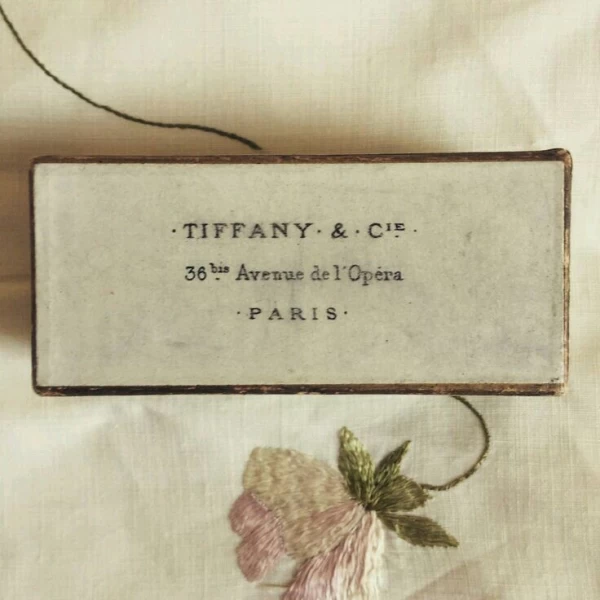 ·TIFFANY·&·Cᴵᴱ·
36ᵇⁱˢ Avenue de l'Opéra
·PARIS·